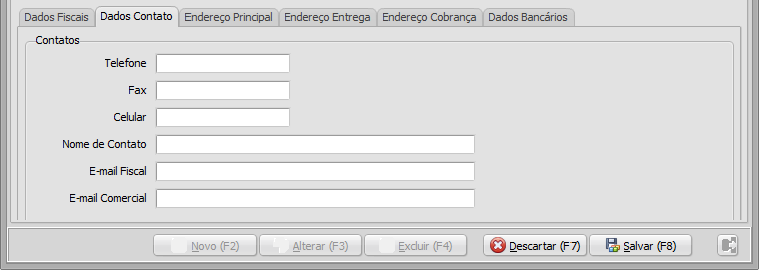 Dados Fiscais Dados Contato Endereço Principal Endereço Entrega Endereço Cobrança Dados Bancários
Contatos
Telefone
Fax
Celular
Nome de Contato
E-mail Fiscal
E-mail Comercial
Novo (F2) Alterar (F3) Excluir (F4) Descartar (F7) Salvar (F8)